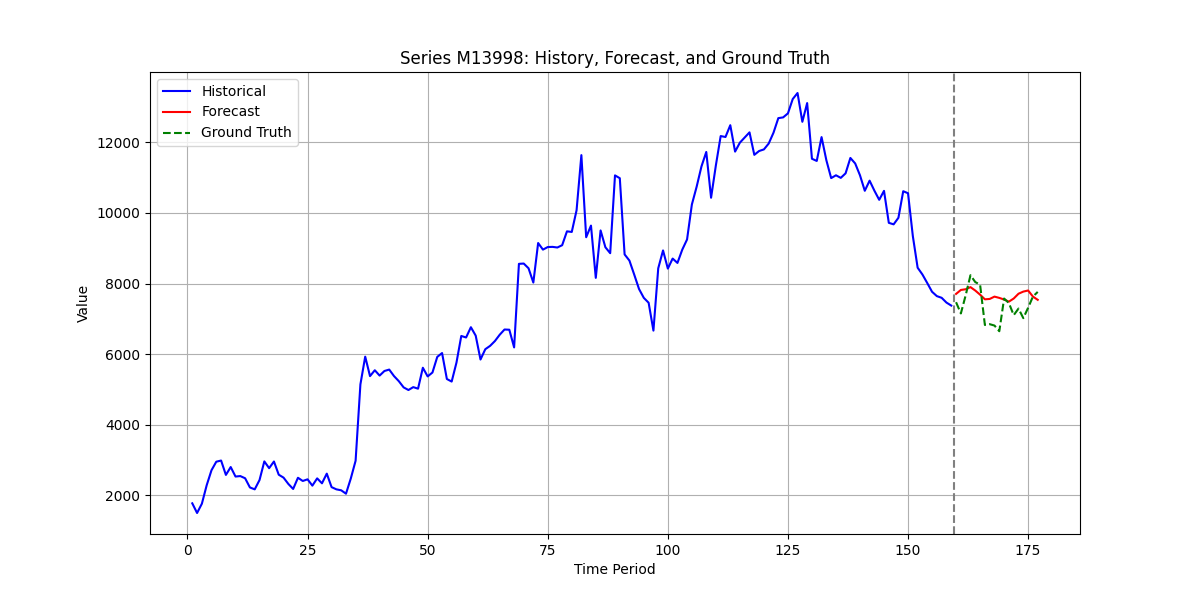 Series M13998: History, Forecast, and Ground Truth
Historical
Forecast
Ground Truth
Value
12000
10000
8000
6000
4000
2000
0 25 50 75 100 125 150 175
Time Period